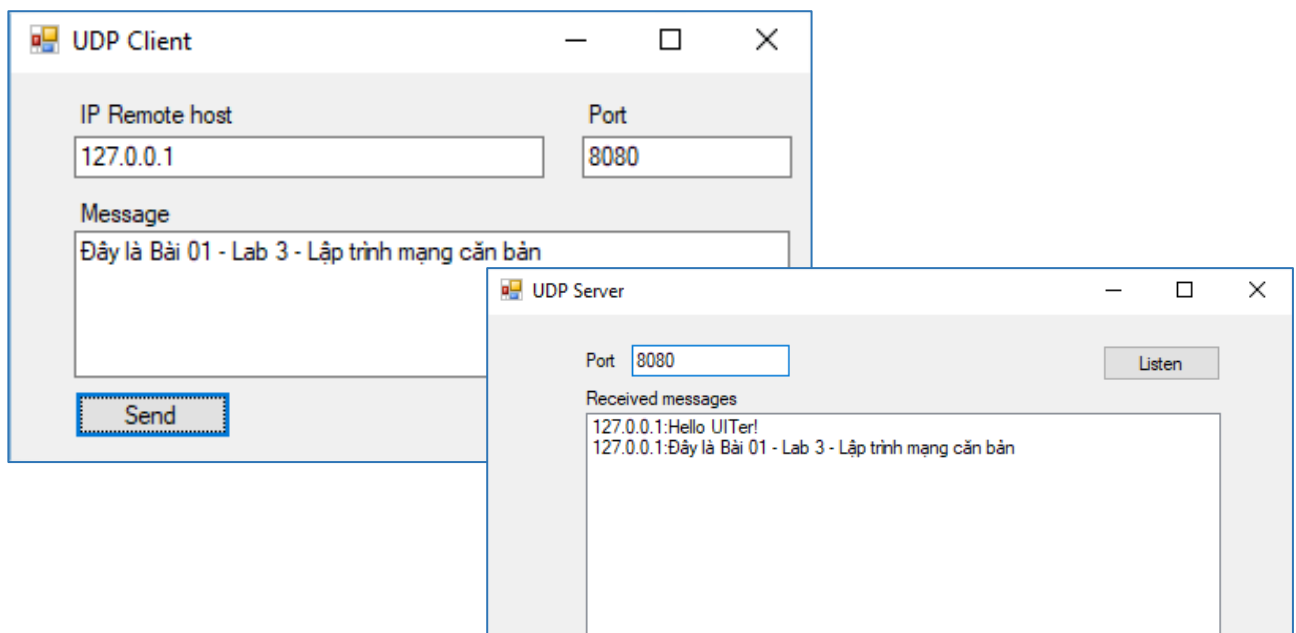 UDP Client
IP Remote host
Port
127.0.0.1
8080
Message
Đây là Bài 01 - Lab 3 - Lập trình mạng căn bản
Send
UDP Server
Port
8080
Listen
Received messages
127.0.0.1:Hello UITer!
127.0.0.1:Đây là Bài 01 - Lab 3 - Lập trình mạng căn bản